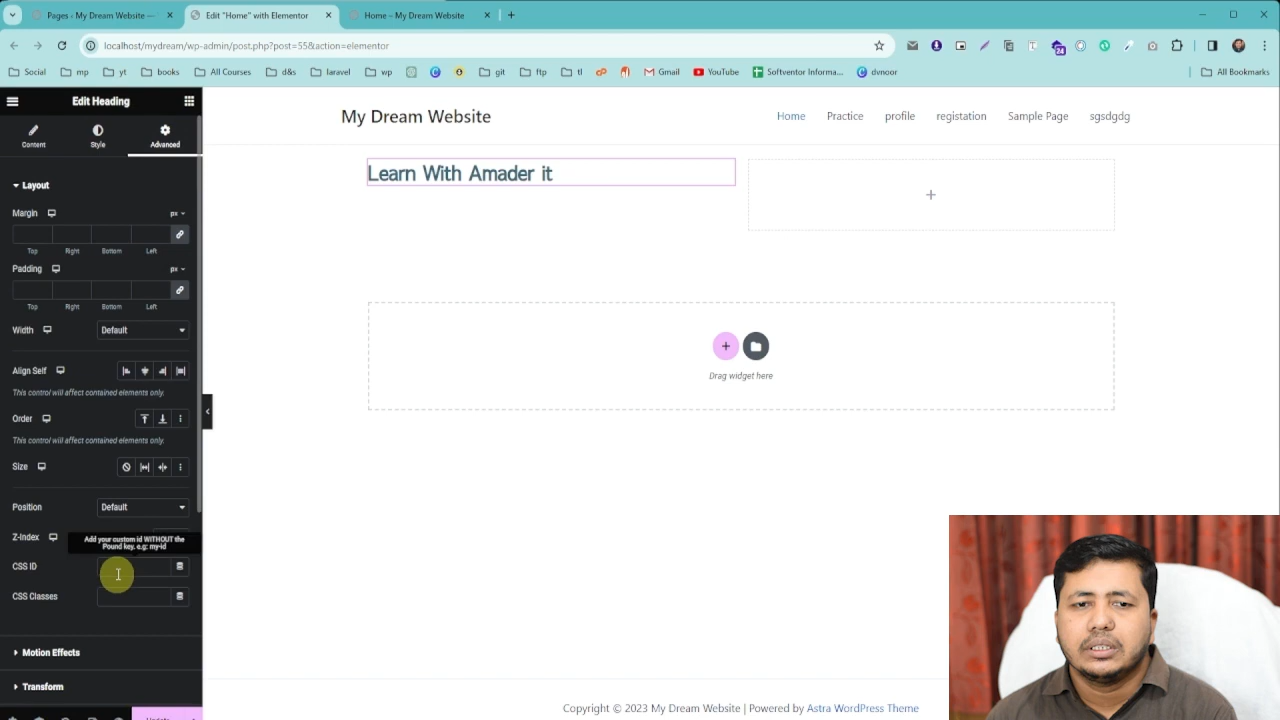 Pages ‹ My Dream Website —
Edit "Home" with Elementor
Home – My Dream Website
localhost/mydream/wp-admin/post.php?post=55&action=elementor
24
Social
mp
yt
books
All Courses
d&s
laravel
wp
git
ftp
tl
Gmail
YouTube
Softventor Informa...
dvnoor
All Bookmarks
Edit Heading
Content
Style
Advanced
Layout
Margin
px
Top
Right
Bottom
Left
Padding
px
Top
Right
Bottom
Left
Width
Default
Align Self
This control will affect contained elements only.
Order
This control will affect contained elements only.
Size
Position
Default
Z-Index
Add your custom id WITHOUT the
Pound key. e.g: my-id
CSS ID
CSS Classes
Motion Effects
Transform
My Dream Website
Home
Practice
profile
registation
Sample Page
sgsdgdg
Learn With Amader it
Drag widget here
Copyright © 2023 My Dream Website | Powered by Astra WordPress Theme